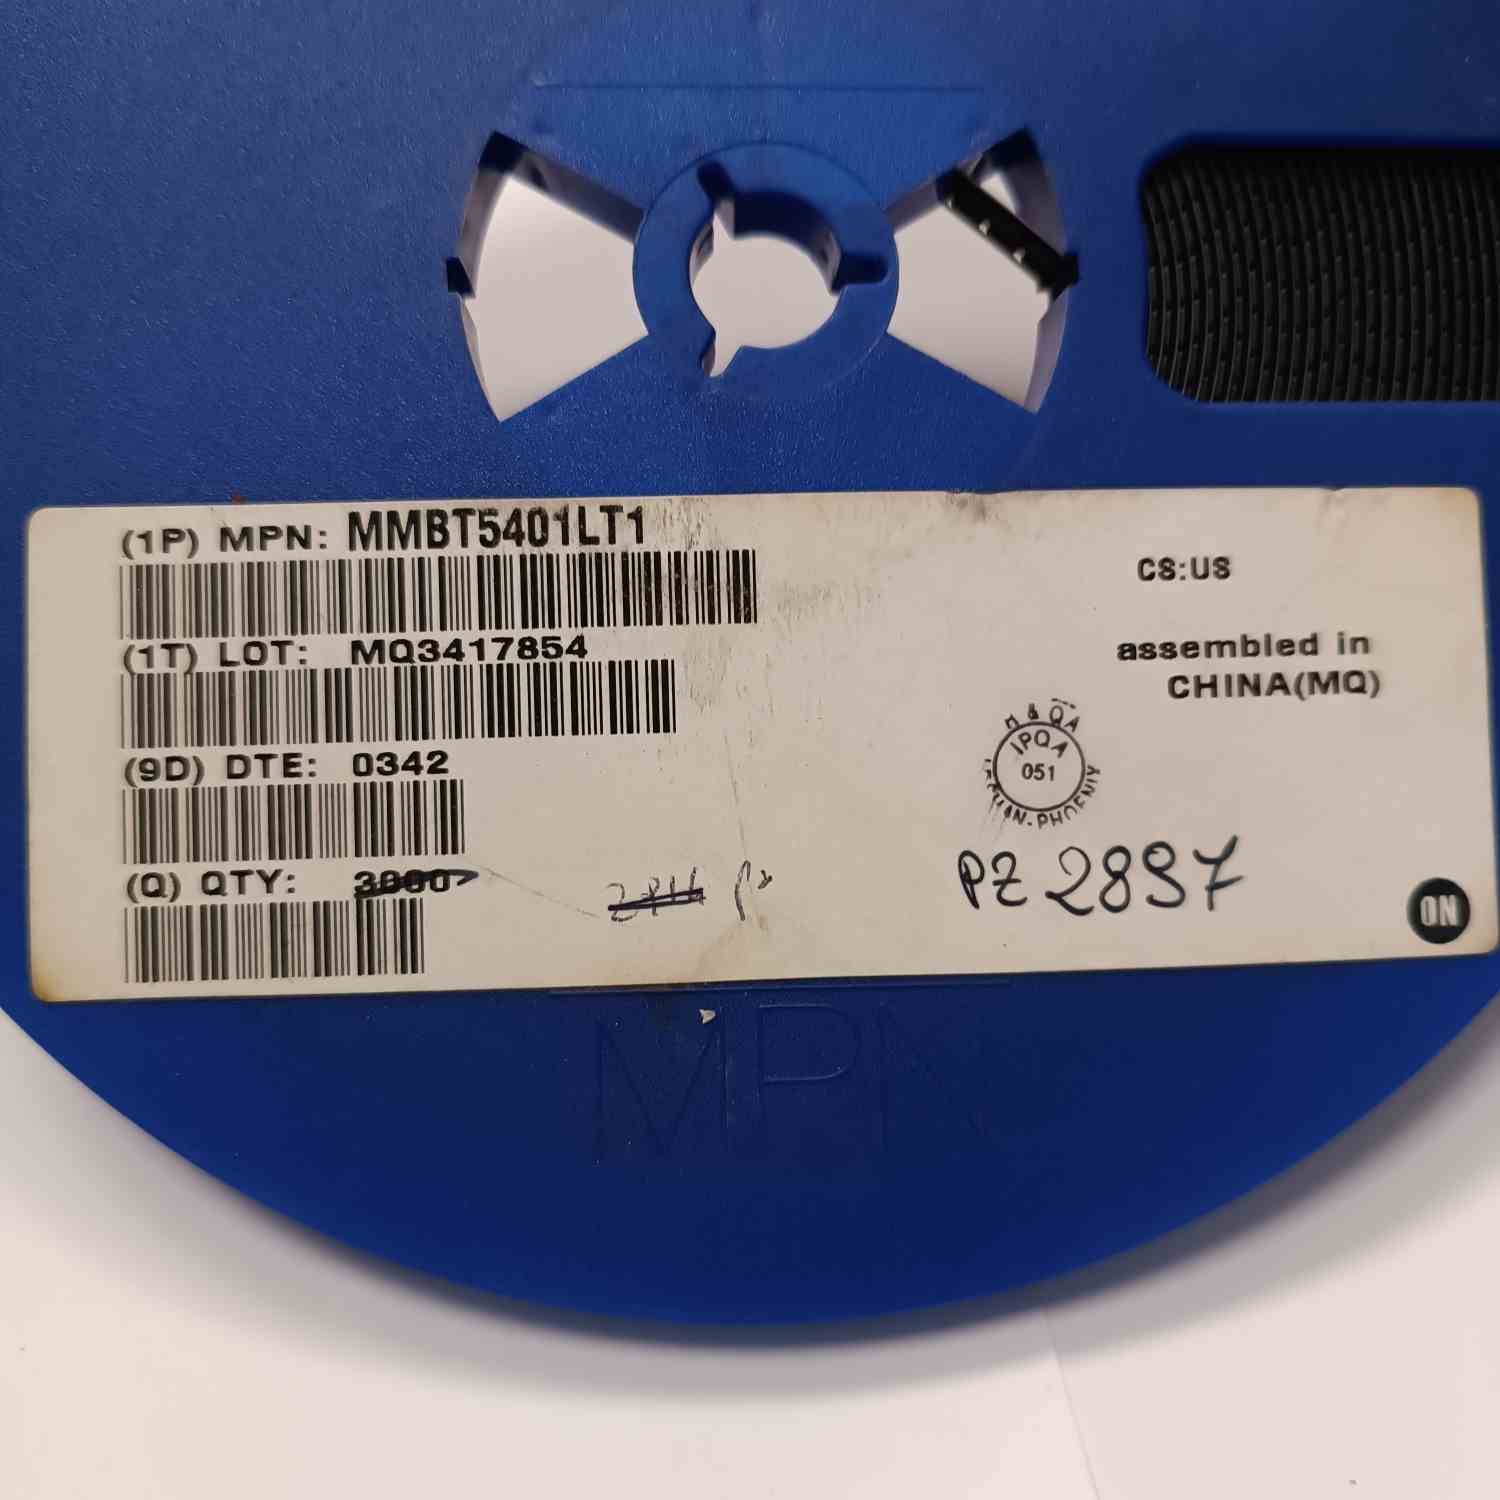 (1P) MPN: MMBT5401LT1
CS:US
(1T) LOT: MQ3417854
assembled in
CHINA(MQ)
(9D) DTE: 0342
& QA
IPQA
051
(Q) QTY: 3000
PZ 2897
ON
MPN